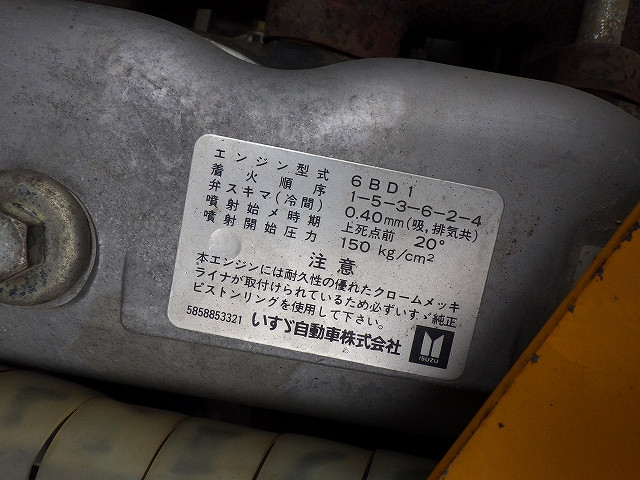 エンジン型式 6BD1
着火順序 1-5-3-6-2-4
弁スキマ(冷間) 0.40mm(吸,排気共)
噴射始メ時期 上死点前 20°
噴射開始圧力 150 kg/cm²
注意
本エンジンには耐久性の優れたクロームメッキ
ライナが取付けられているため必ずいすゞ純正
ピストンリングを使用して下さい。
5858853321 いすゞ自動車株式会社
ISUZU